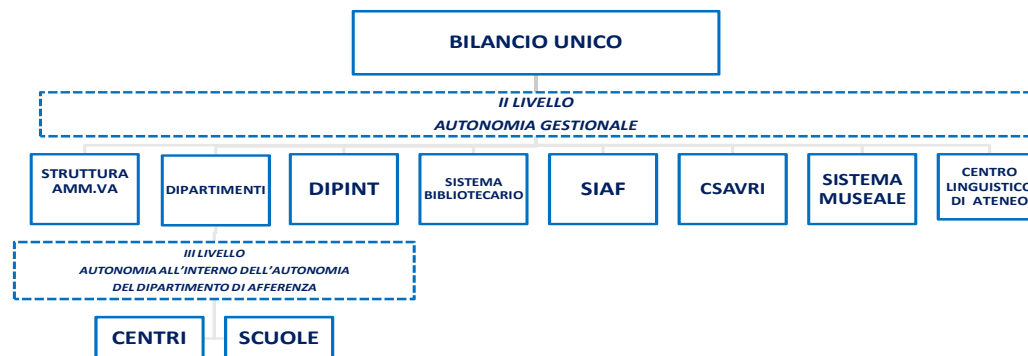 BILANCIO UNICO
II LIVELLO
AUTONOMIA GESTIONALE
STRUTTURA
AMM.VA
DIPARTIMENTI
DIPINT
SISTEMA
BIBLIOTECARIO
SIAF
CSAVRI
SISTEMA
MUSEALE
CENTRO
LINGUISTICO
DI ATENEO
III LIVELLO
AUTONOMIA ALL'INTERNO DELL'AUTONOMIA
DEL DIPARTIMENTO DI AFFERENZA
CENTRI
SCUOLE